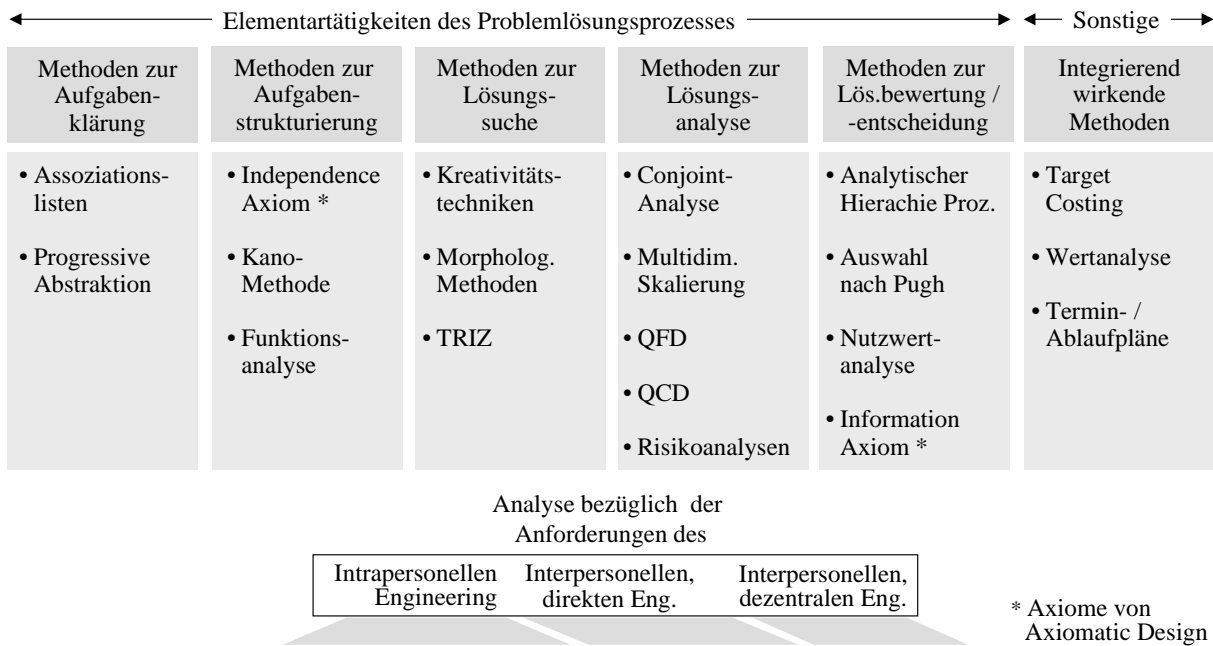 Elementartätigkeiten des Problemlösungsprozesses
Sonstige
Methoden zur
Aufgaben-
klärung
Methoden zur
Aufgaben-
strukturierung
Methoden zur
Lösungs-
suche
Methoden zur
Lösungs-
analyse
Methoden zur
Lös.bewertung /
-entscheidung
Integrierend
wirkende
Methoden
• Assoziations-
listen
• Progressive
Abstraktion
• Independence
Axiom *
• Kano-
Methode
• Funktions-
analyse
• Kreativitäts-
techniken
• Morpholog.
Methoden
• TRIZ
• Conjoint-
Analyse
• Multidim.
Skalierung
• QFD
• QCD
• Risikoanalysen
• Analytischer
Hierachie Proz.
• Auswahl
nach Pugh
• Nutzwert-
analyse
• Information
Axiom *
• Target
Costing
• Wertanalyse
• Termin- /
Ablaufpläne
Analyse bezüglich der
Anforderungen des
Intrapersonellen
Engineering
Interpersonellen,
direkten Eng.
Interpersonellen,
dezentralen Eng.
* Axiome von
Axiomatic Design